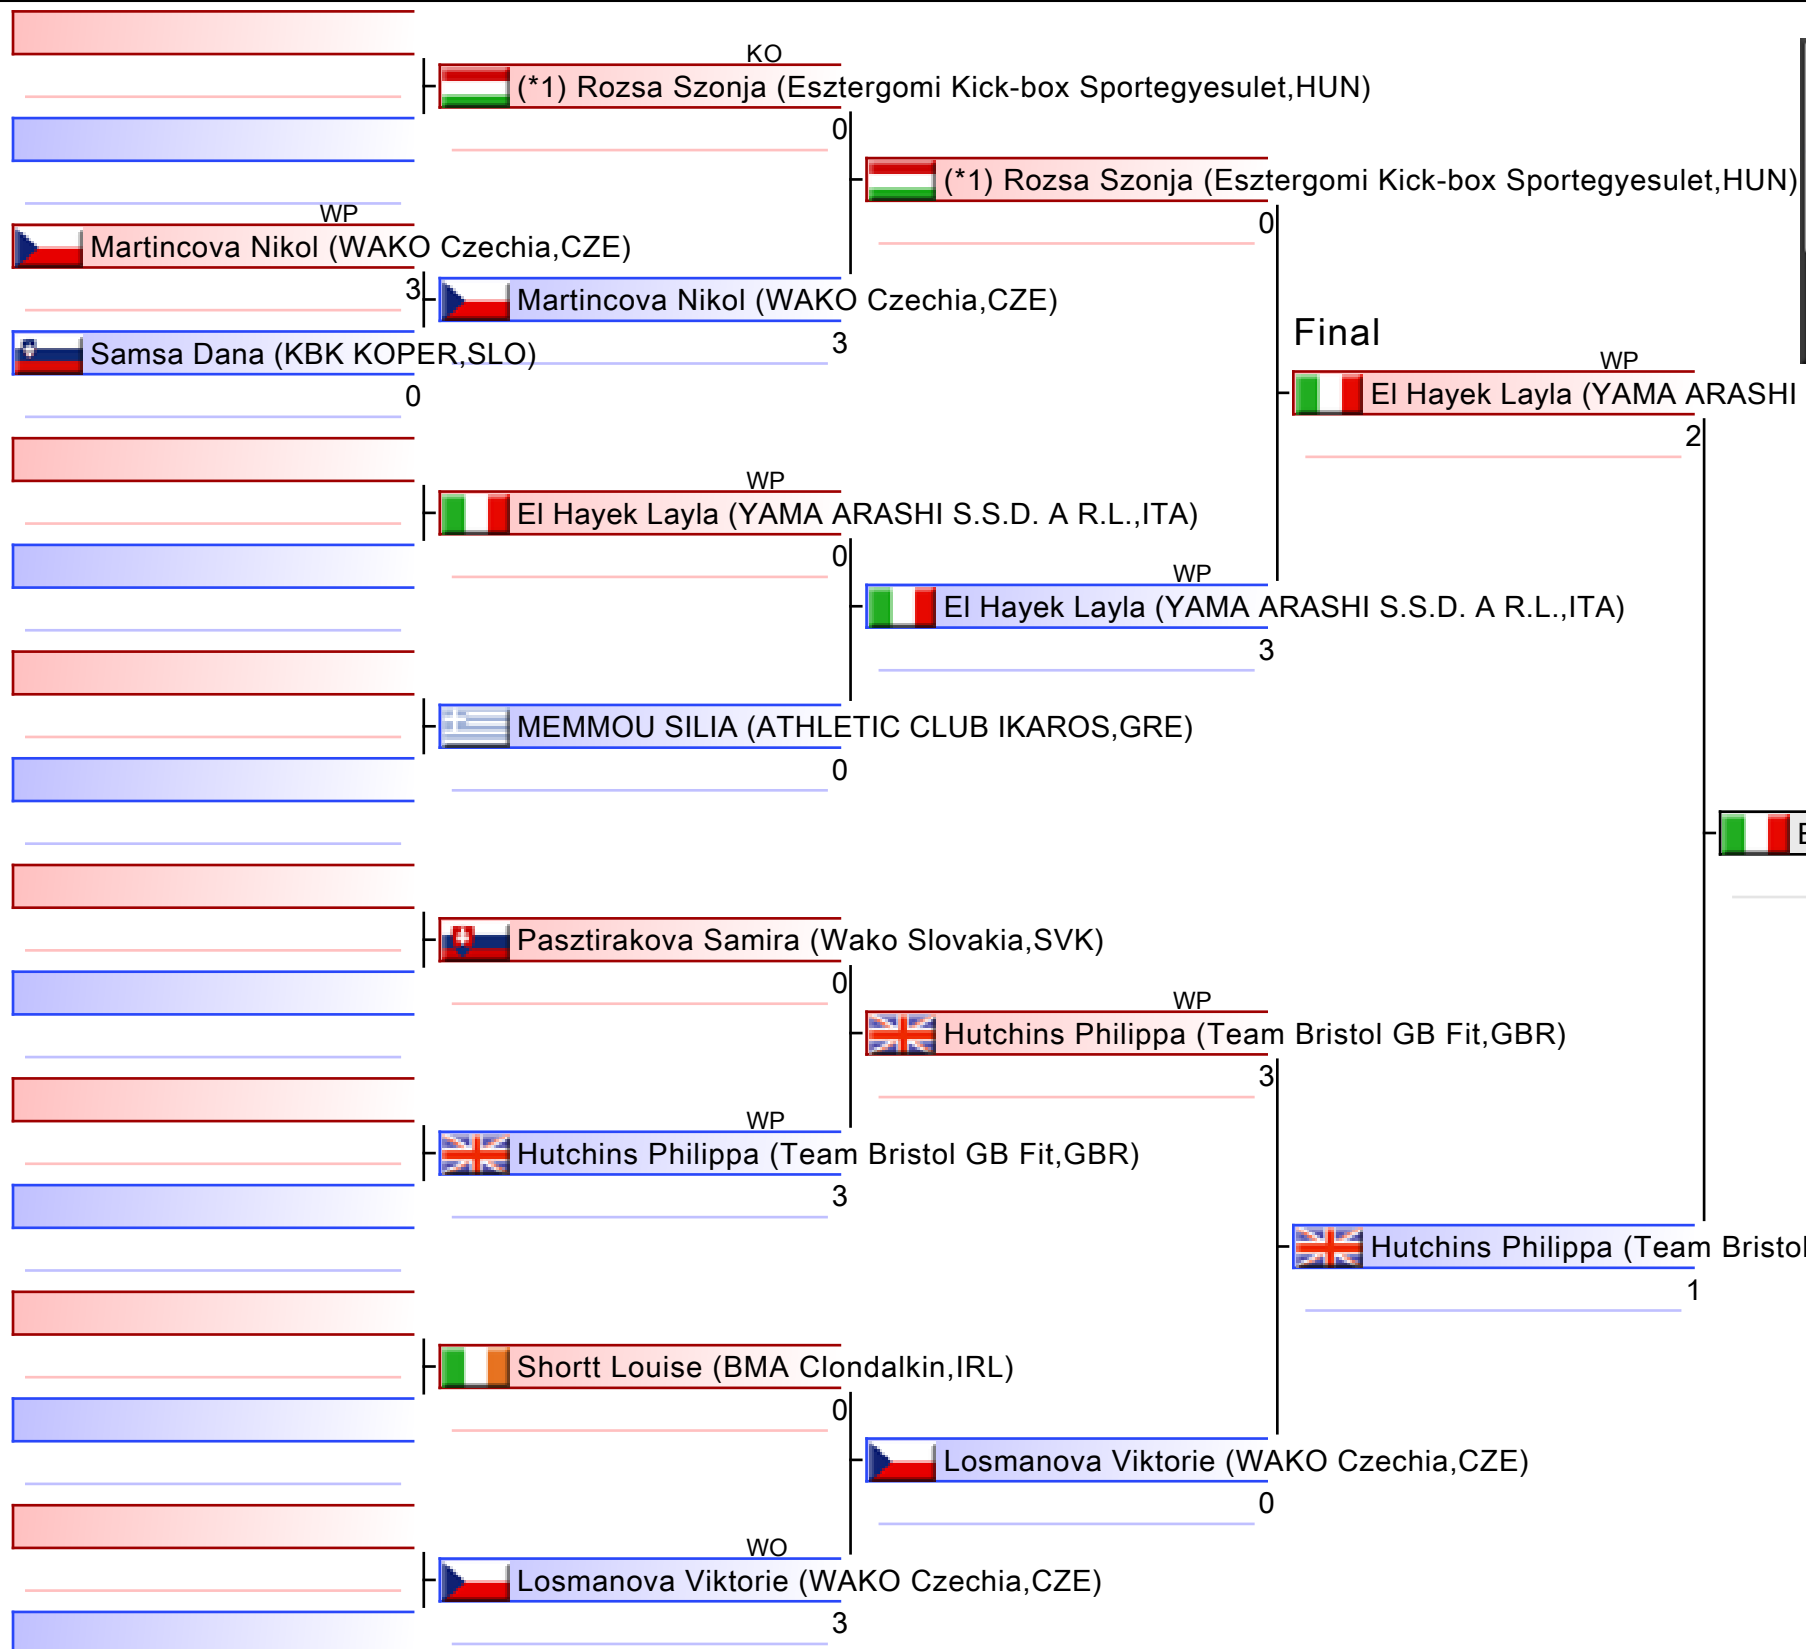 KO
(*1) Rozsa Szonja (Esztergomi Kick-box Sportegyesulet,HUN)
0
(*1) Rozsa Szonja (Esztergomi Kick-box Sportegyesulet,HUN)
0
WP
Martincova Nikol (WAKO Czechia,CZE)
3
Martincova Nikol (WAKO Czechia,CZE)
3
Samsa Dana (KBK KOPER,SLO)
0
Final
WP
El Hayek Layla (YAMA ARASHI
2
WP
El Hayek Layla (YAMA ARASHI S.S.D. A R.L.,ITA)
0
WP
El Hayek Layla (YAMA ARASHI S.S.D. A R.L.,ITA)
3
MEMMOU SILIA (ATHLETIC CLUB IKAROS,GRE)
0
Pasztirakova Samira (Wako Slovakia,SVK)
0
WP
Hutchins Philippa (Team Bristol GB Fit,GBR)
3
WP
Hutchins Philippa (Team Bristol GB Fit,GBR)
3
Hutchins Philippa (Team Bristol
1
Shortt Louise (BMA Clondalkin,IRL)
0
Losmanova Viktorie (WAKO Czechia,CZE)
0
WO
Losmanova Viktorie (WAKO Czechia,CZE)
3